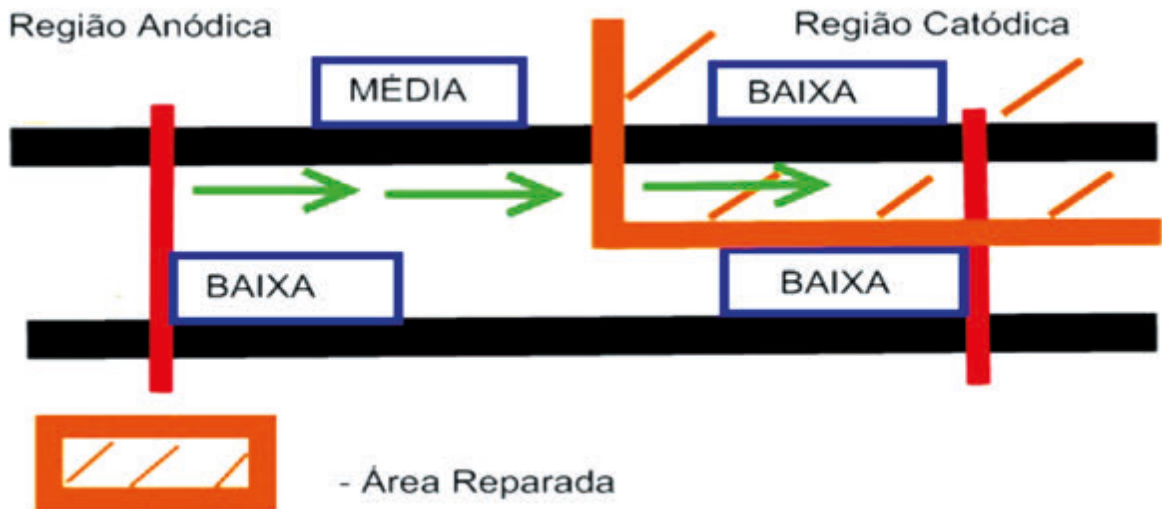 Região Anódica
Região Catódica
MÉDIA
BAIXA
BAIXA
BAIXA
- Área Reparada